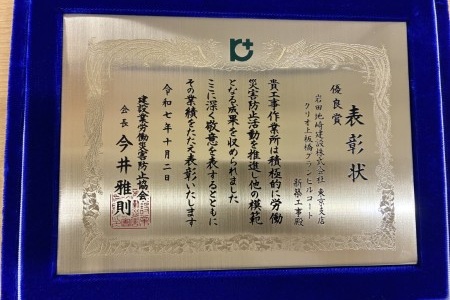 表彰状
優良賞
岩田地崎建設株式会社 東京支店
クリオ上板橋グランヒルコート
新築工事殿
貴工事作業所は積極的に労働
災害防止活動を推進し他の模範
となる成果を収められました
ここに深く敬意を表するとともに
その業績をたたえ表彰いたします
令和七年十月二日
建設業労働災害防止協会
会長 今井雅則